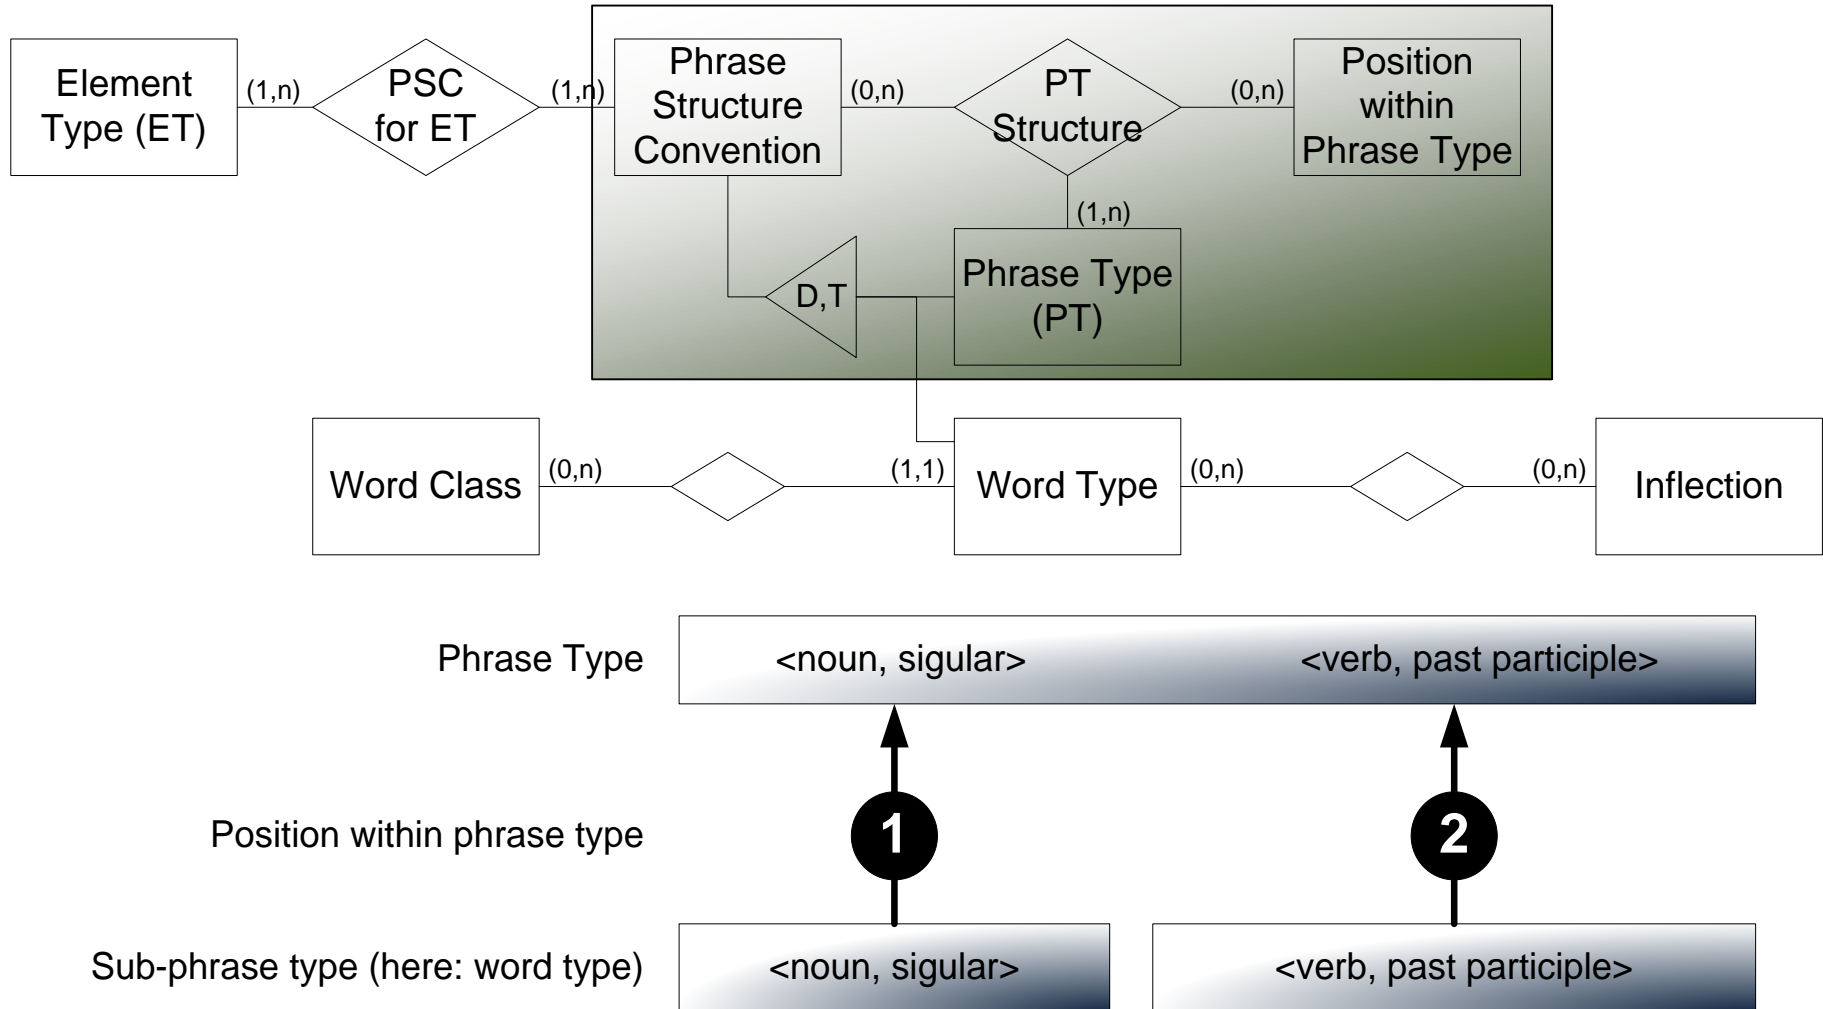 Element
Type (ET)
(1,n)
PSC
for ET
(1,n)
Phrase
Structure
Convention
(0,n)
PT
Structure
(0,n)
Position
within
Phrase Type
(1,n)
D,T
Phrase Type
(PT)
Word Class
(0,n)
(1,1)
Word Type
(0,n)
(0,n)
Inflection
Phrase Type
<noun, sigular>
<verb, past participle>
Position within phrase type
1
2
Sub-phrase type (here: word type)
<noun, sigular>
<verb, past participle>